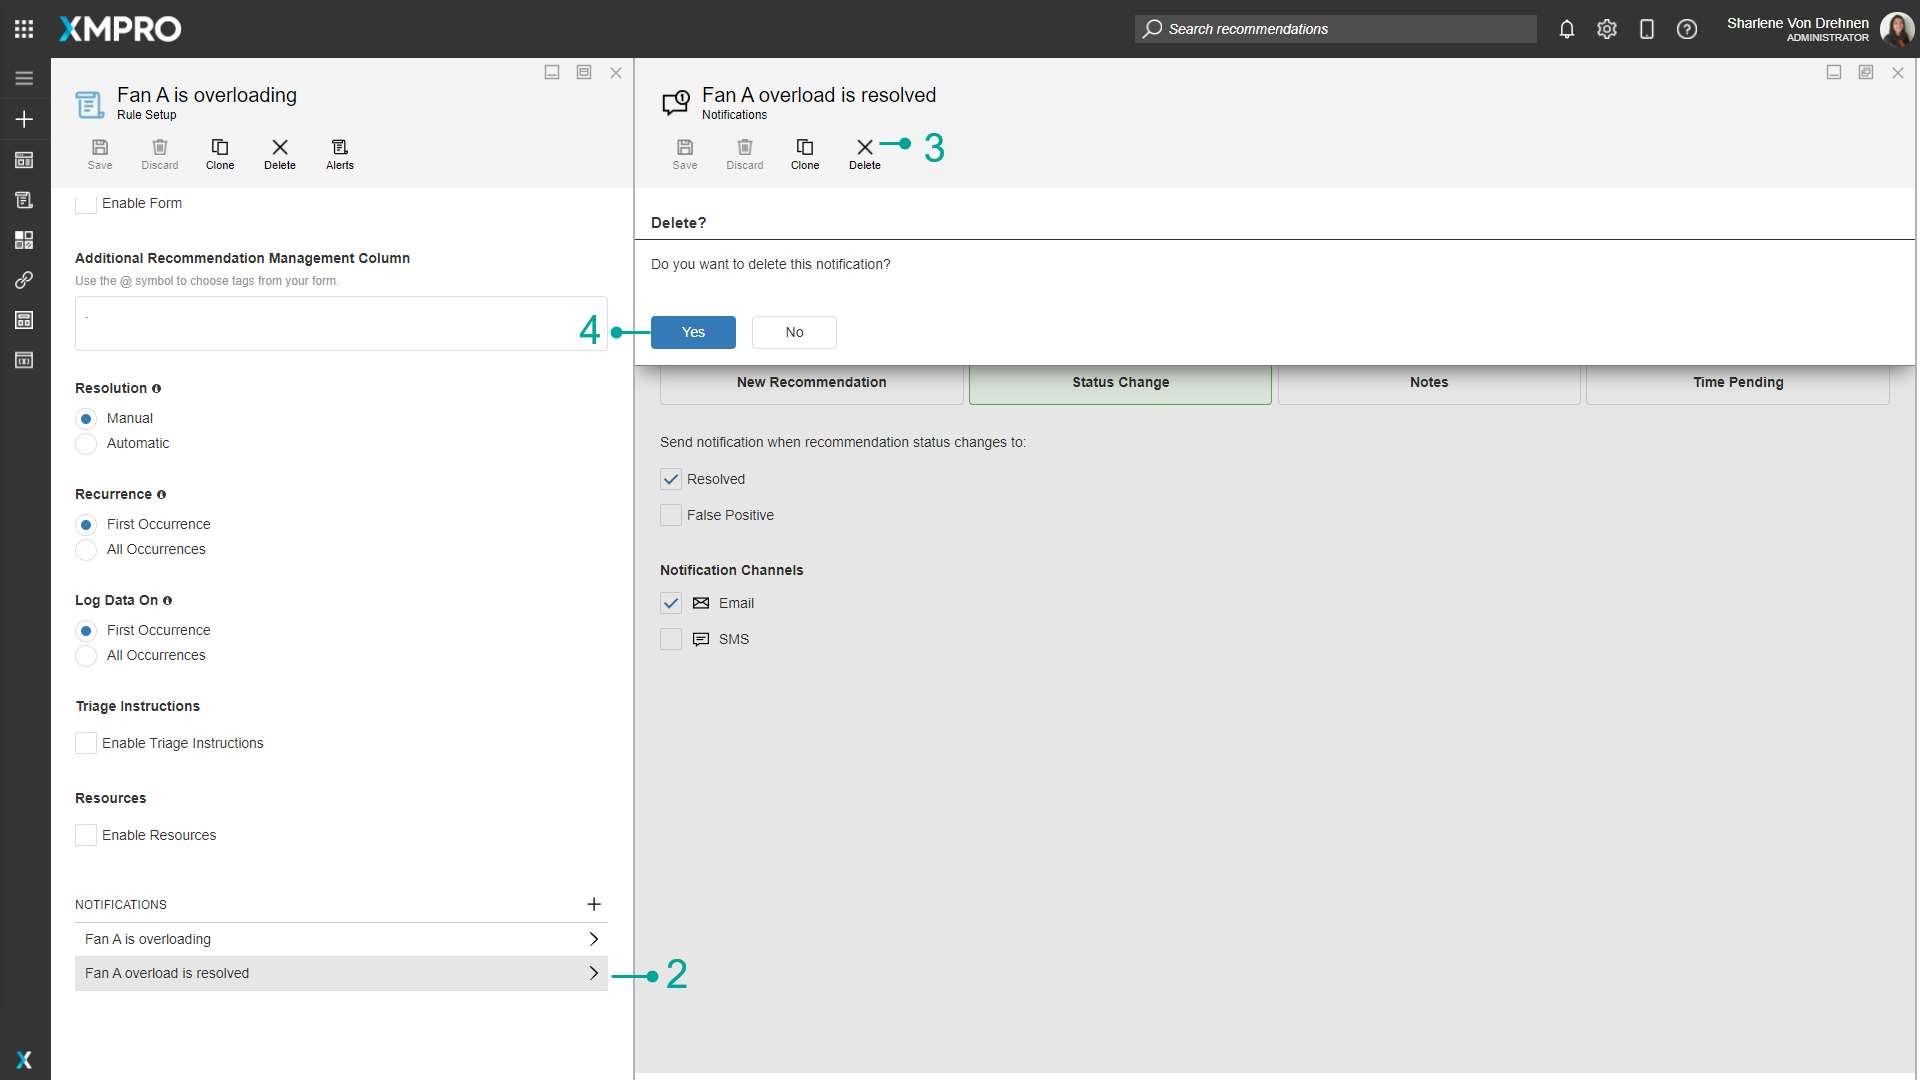 XMPRO
Search recommendations
Sharlene Von Drehnen
ADMINISTRATOR
Fan A is overloading
Rule Setup
Save
Discard
Clone
Delete
Alerts
Enable Form
Additional Recommendation Management Column
Use the @ symbol to choose tags from your form.
.
Resolution
Manual
Automatic
Recurrence
First Occurrence
All Occurrences
Log Data On
First Occurrence
All Occurrences
Triage Instructions
Enable Triage Instructions
Resources
Enable Resources
NOTIFICATIONS
Fan A is overloading
Fan A overload is resolved
2
Fan A overload is resolved
Notifications
Save
Discard
Clone
Delete
3
Delete?
Do you want to delete this notification?
4
Yes
No
New Recommendation
Status Change
Notes
Time Pending
Send notification when recommendation status changes to:
Resolved
False Positive
Notification Channels
Email
SMS